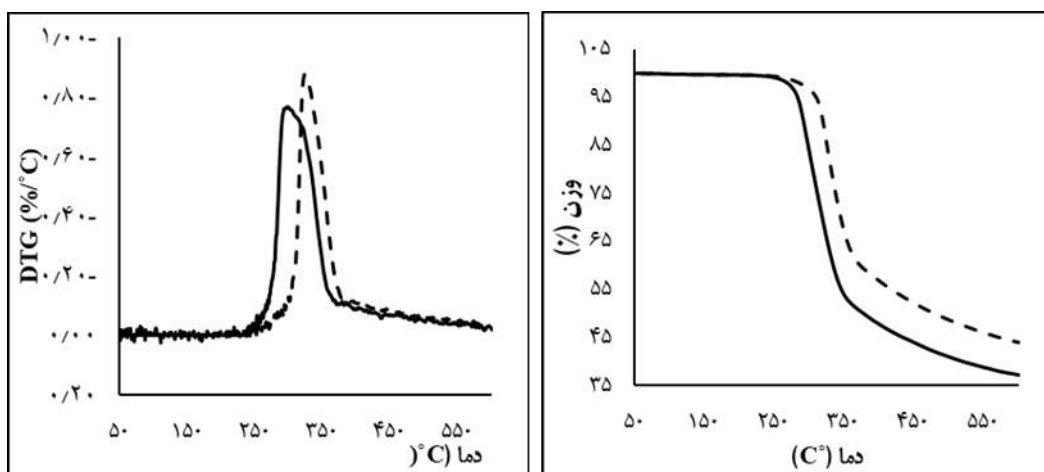 ۱/۰۰-
۰/۸۰-
۰/۶۰-
۰/۴۰-
۰/۲۰-
۰/۰۰
۰/۲۰
DTG (%/°C)
۵۰ ۱۵۰ ۲۵۰ ۳۵۰ ۴۵۰ ۵۵۰
دما (C°(
۱۰۵
۹۵
۸۵
۷۵
۶۵
۵۵
۴۵
۳۵
وزن (%)
۵۰ ۱۵۰ ۲۵۰ ۳۵۰ ۴۵۰ ۵۵۰
دما (C°)